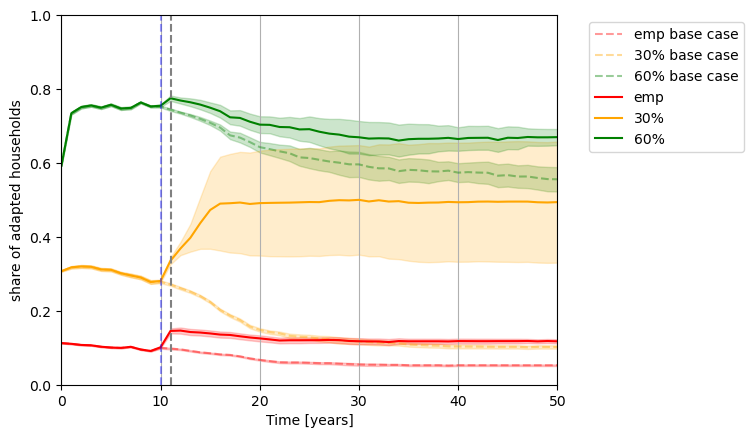 1.0
0.8
0.6
0.4
0.2
0.0
share of adapted households
0 10 20 30 40 50
Time [years]
emp base case
30% base case
60% base case
emp
30%
60%